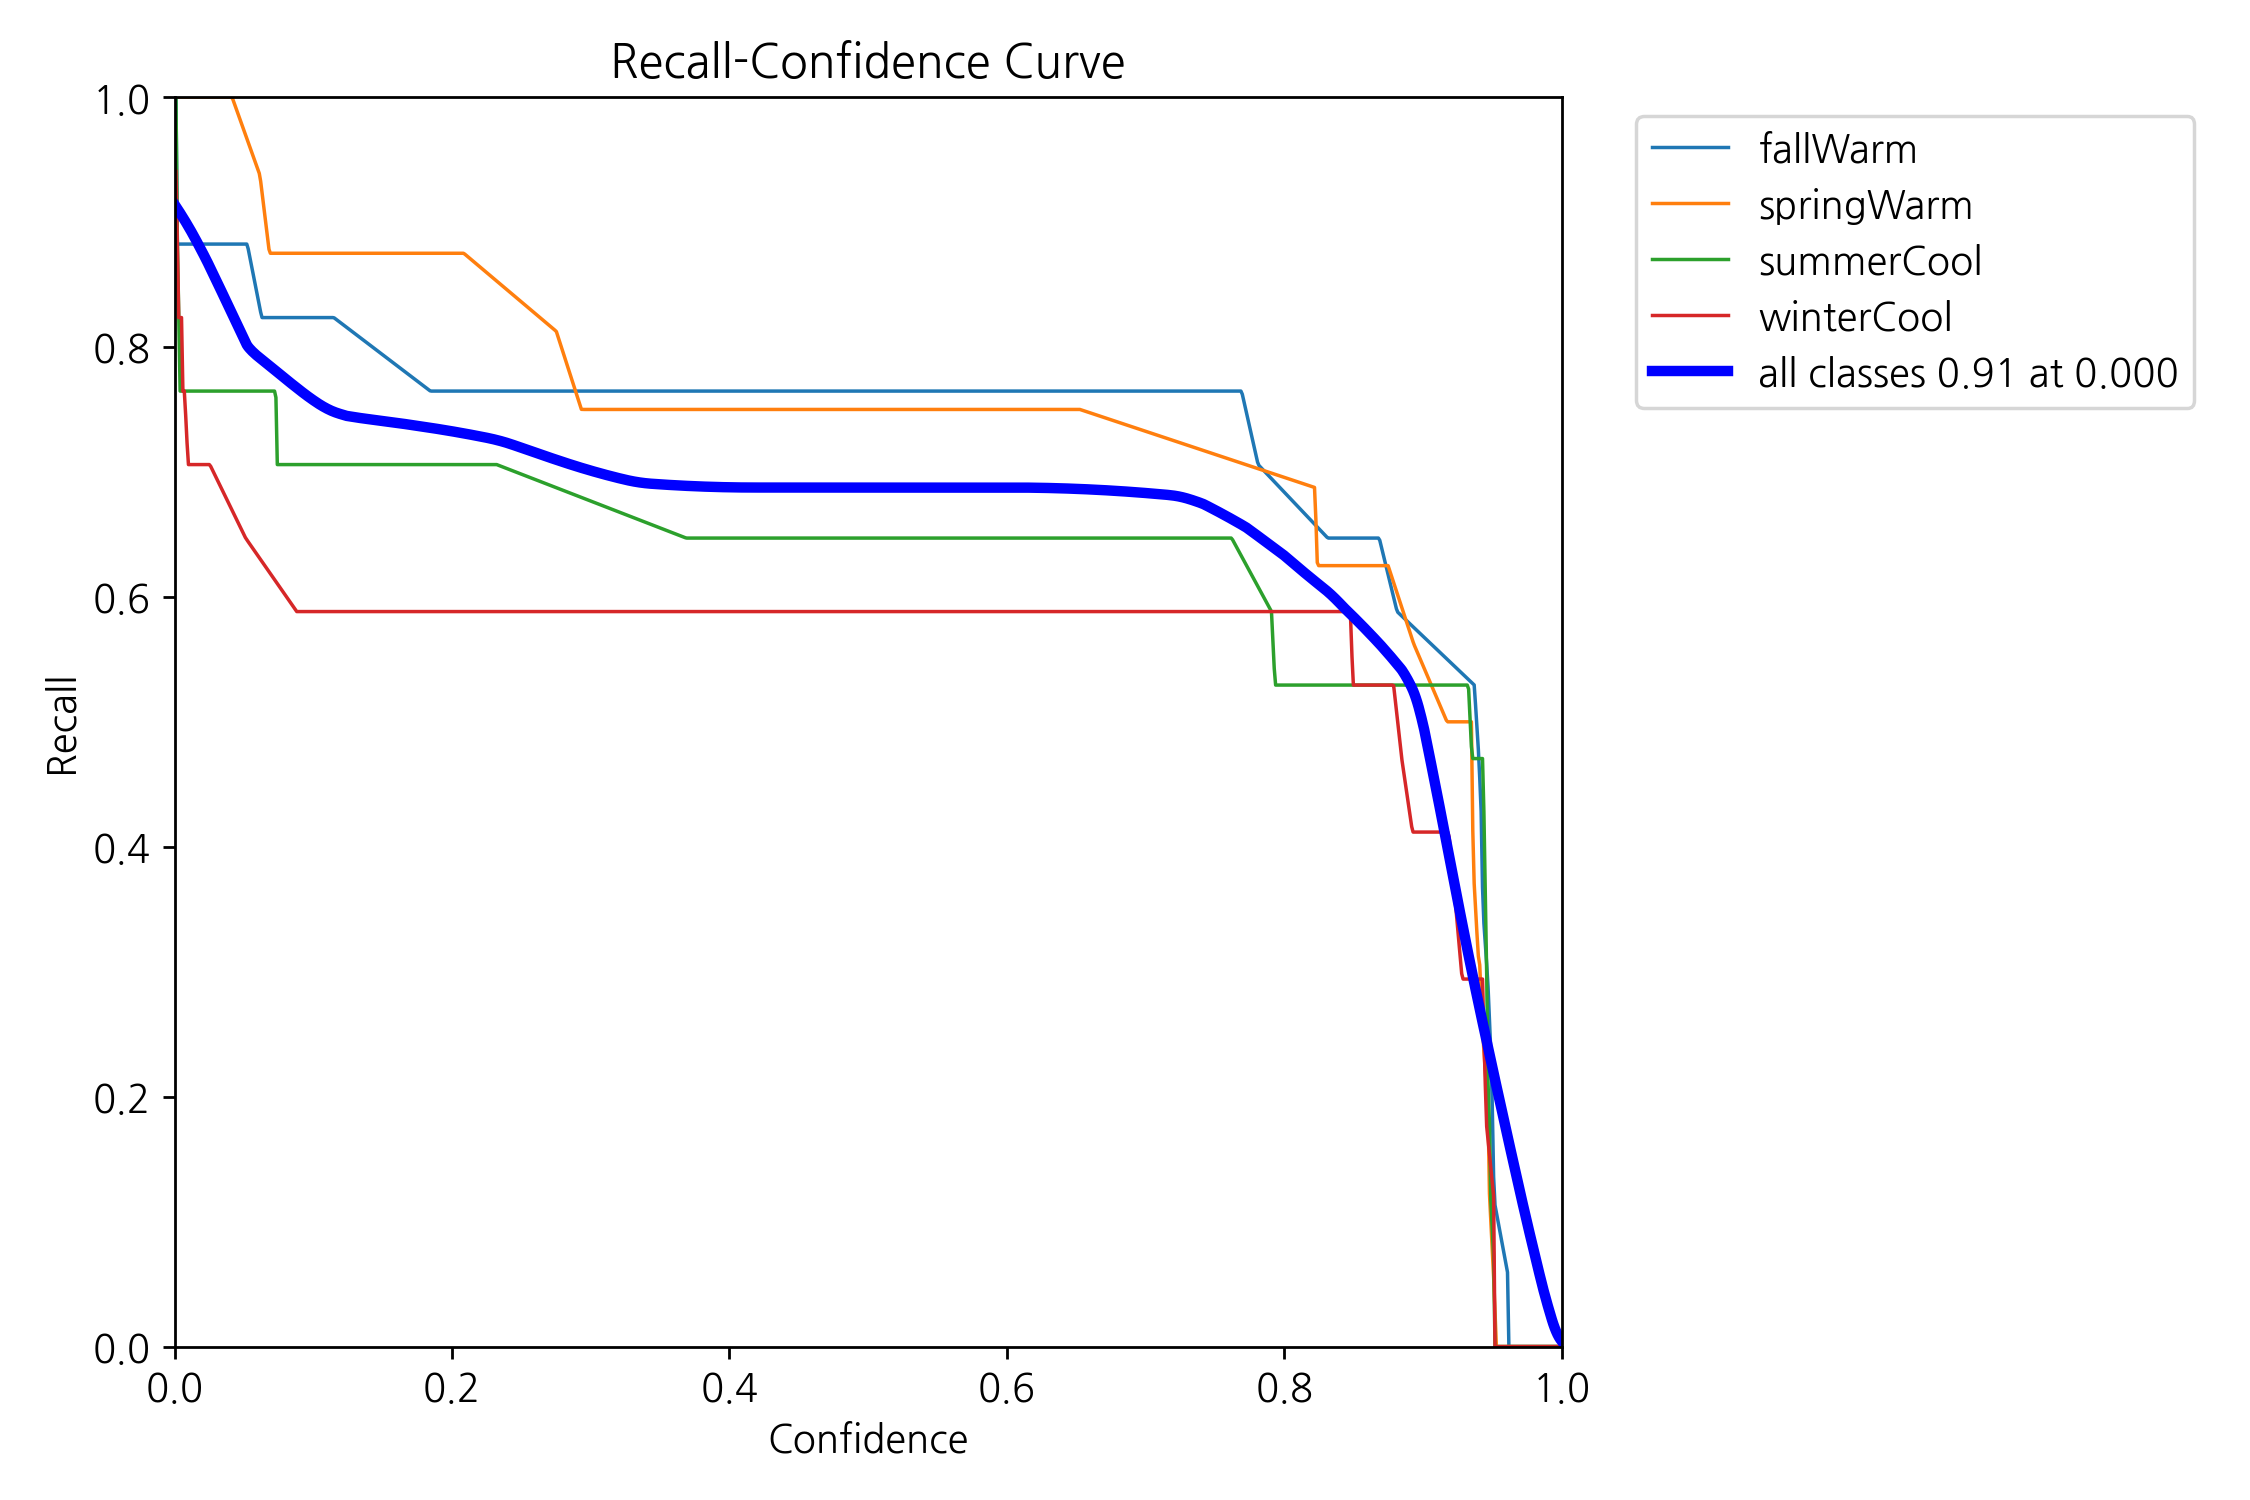 Recall-Confidence Curve
1.0
0.8
0.6
0.4
0.2
0.0
Recall
0.0 0.2 0.4 0.6 0.8 1.0
Confidence
fallWarm
springWarm
summerCool
winterCool
all classes 0.91 at 0.000